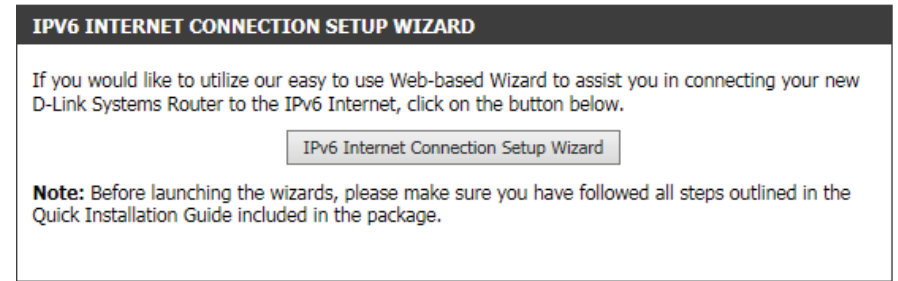 IPV6 INTERNET CONNECTION SETUP WIZARD
If you would like to utilize our easy to use Web-based Wizard to assist you in connecting your new
D-Link Systems Router to the IPv6 Internet, click on the button below.
IPv6 Internet Connection Setup Wizard
Note: Before launching the wizards, please make sure you have followed all steps outlined in the
Quick Installation Guide included in the package.